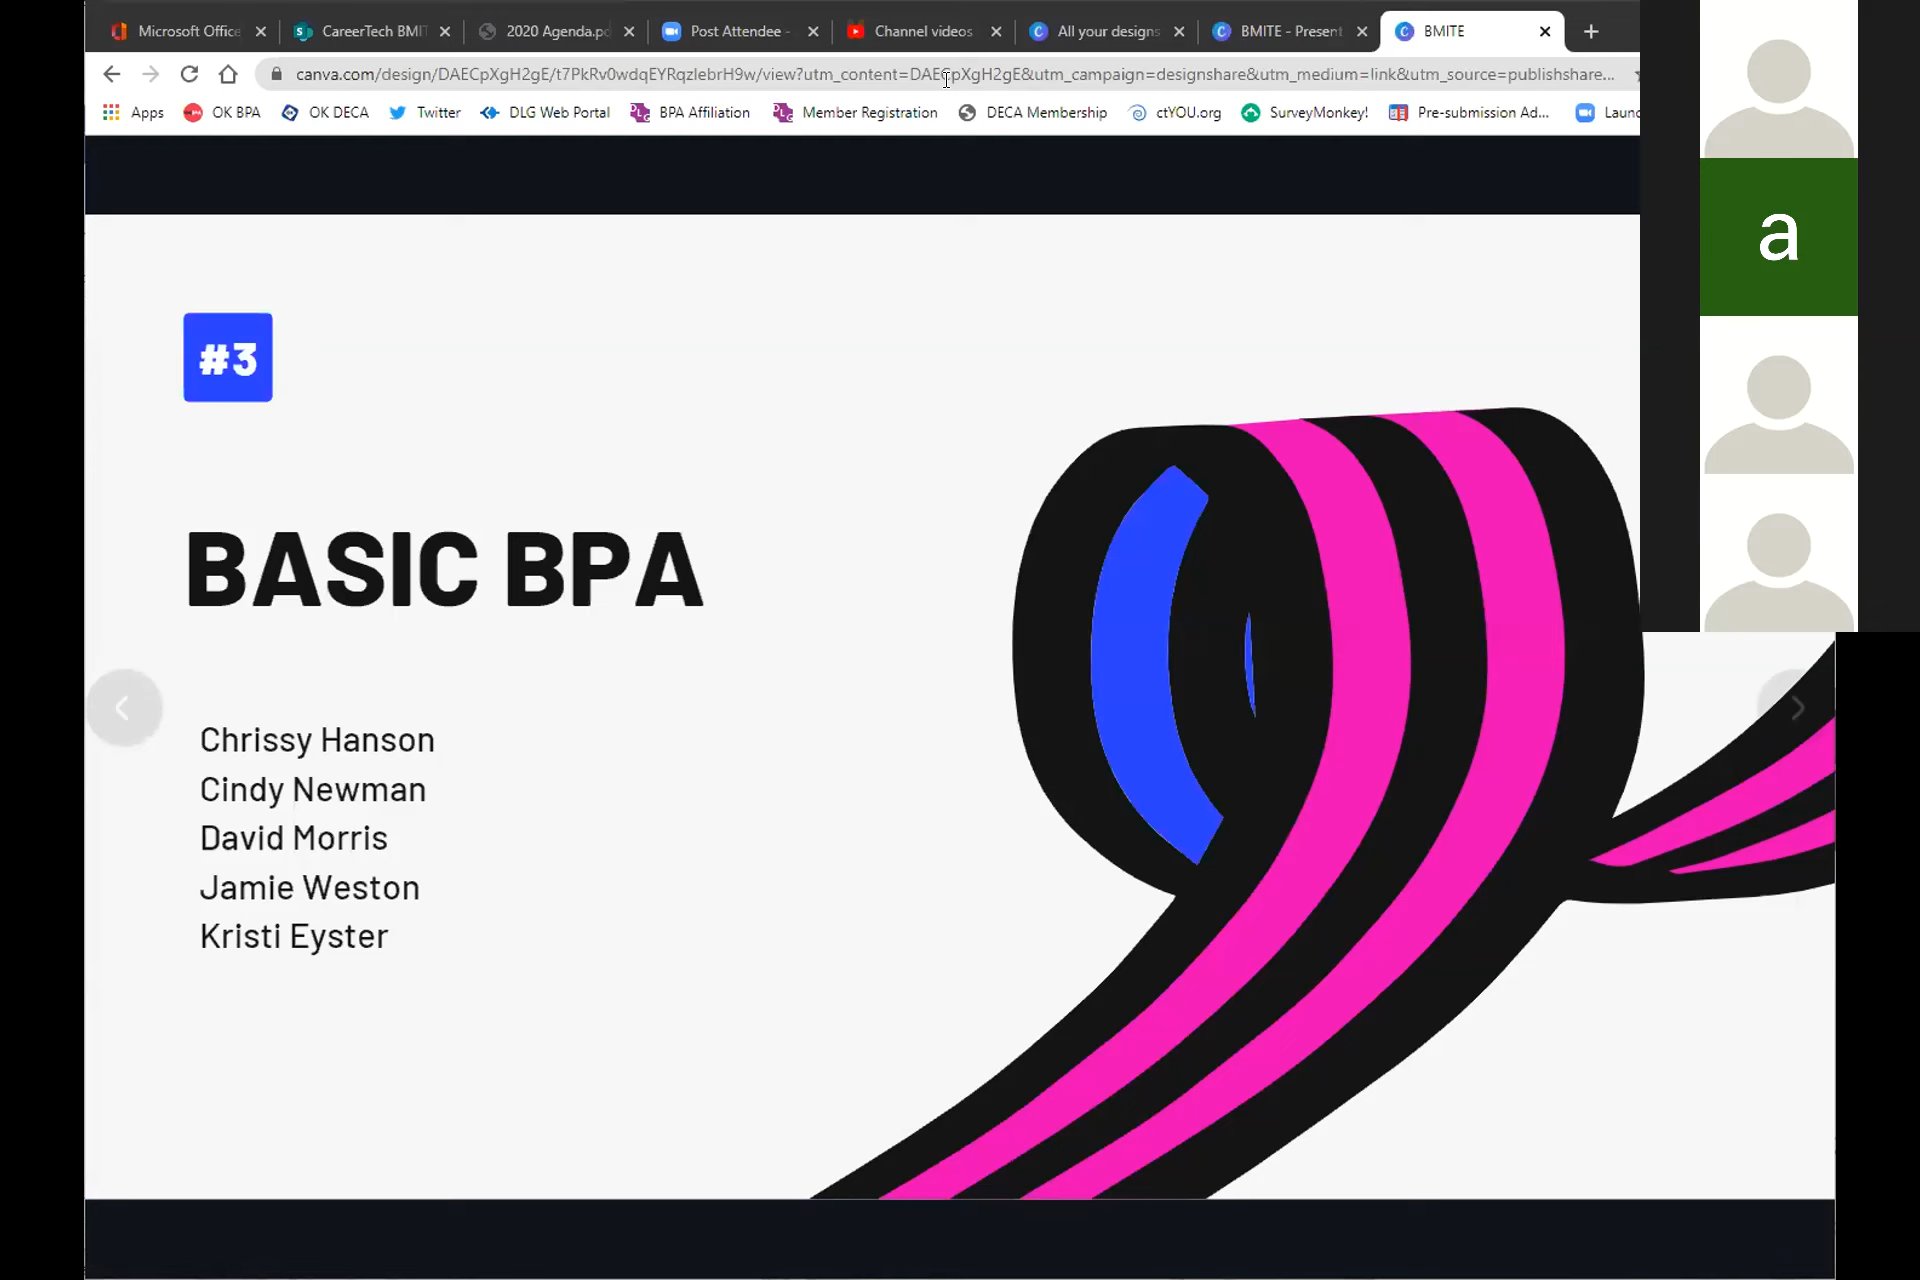 Microsoft Office
CareerTech BMIT
2020 Agenda.pd
Post Attendee -
Channel videos
All your designs
BMITE - Present
BMITE
canva.com/design/DAECpXgH2gE/t7PkRv0wdqEYRqzlebrH9w/view?utm_content=DAECpXgH2gE&utm_campaign=designshare&utm_medium=link&utm_source=publishshare...
Apps
OK BPA
OK DECA
Twitter
DLG Web Portal
BPA Affiliation
Member Registration
DECA Membership
ctYOU.org
SurveyMonkey!
Pre-submission Ad...
Launc
a
#3
BASIC BPA
Chrissy Hanson
Cindy Newman
David Morris
Jamie Weston
Kristi Eyster